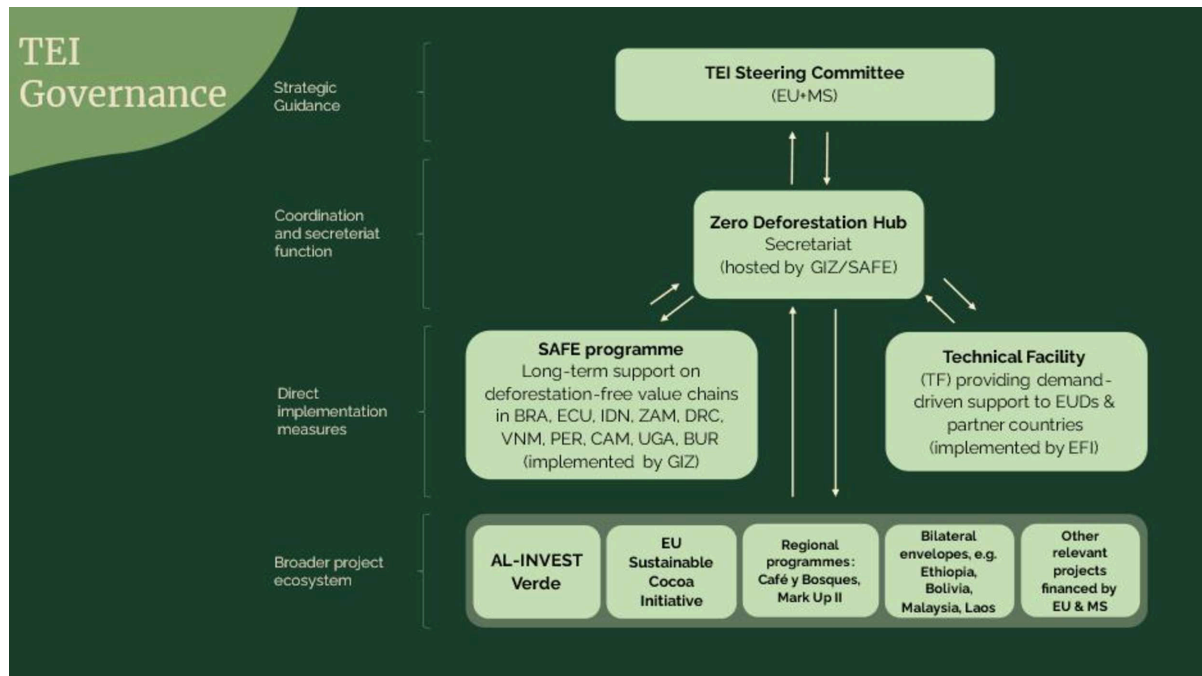 TEI
Governance
Strategic
Guidance
TEI Steering Committee
(EU+MS)
Coordination
and secreteriat
function
Zero Deforestation Hub
Secretariat
(hosted by GIZ/SAFE)
Direct
implementation
measures
SAFE programme
Long-term support on
deforestation-free value chains
in BRA, ECU, IDN, ZAM, DRC,
VNM, PER, CAM, UGA, BUR
(implemented by GIZ)
Technical Facility
(TF) providing demand-
driven support to EUDs &
partner countries
(implemented by EFI)
Broader project
ecosystem
AL-INVEST
Verde
EU
Sustainable
Cocoa
Initiative
Regional
programmes:
Café y Bosques,
Mark Up II
Bilateral
envelopes, e.g.
Ethiopia,
Bolivia,
Malaysia, Laos
Other
relevant
projects
financed by
EU & MS